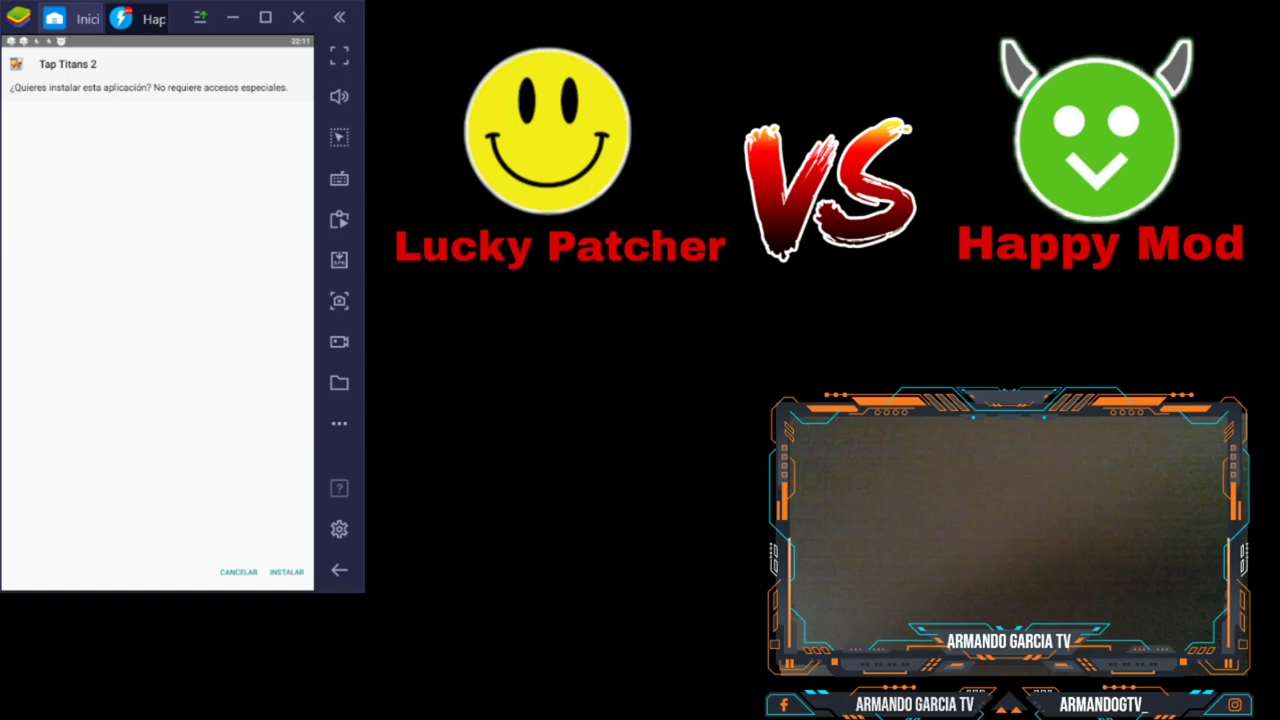 Inici
Hap
22:11
Tap Titans 2
¿Quieres instalar esta aplicación? No requiere accesos especiales.
CANCELAR
INSTALAR
Lucky Patcher
VS
Happy Mod
ARMANDO GARCIA TV
ARMANDO GARCIA TV
ARMANDOGTV_